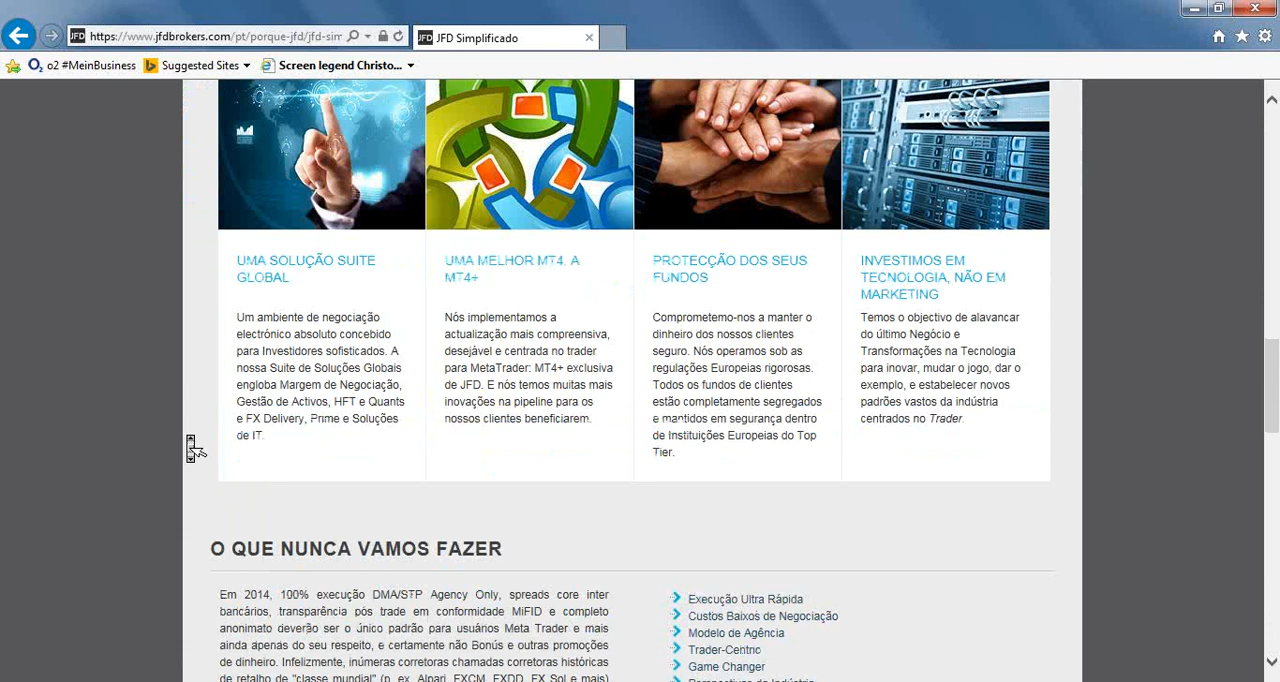 JFD https://www.jfdbrokers.com/pt/porque-jfd/jfd-sim
JFD JFD Simplificado
o2 #MeinBusiness Suggested Sites Screen legend Christo...
UMA SOLUÇÃO SUITE
GLOBAL
Um ambiente de negociação
electrónico absoluto concebido
para Investidores sofisticados. A
nossa Suite de Soluções Globais
engloba Margem de Negociação,
Gestão de Activos, HFT e Quants
e FX Delivery, Prime e Soluções
de IT.
UMA MELHOR MT4. A
MT4+
Nós implementamos a
actualização mais compreensiva,
desejável e centrada no trader
para MetaTrader: MT4+ exclusiva
de JFD. E nós temos muitas mais
inovações na pipeline para os
nossos clientes beneficiarem.
PROTECÇÃO DOS SEUS
FUNDOS
Comprometemo-nos a manter o
dinheiro dos nossos clientes
seguro. Nós operamos sob as
regulações Europeias rigorosas.
Todos os fundos de clientes
estão completamente segregados
e mantidos em segurança dentro
de Instituições Europeias do Top
Tier.
INVESTIMOS EM
TECNOLOGIA, NÃO EM
MARKETING
Temos o objectivo de alavancar
do último Negócio e
Transformações na Tecnologia
para inovar, mudar o jogo, dar o
exemplo, e estabelecer novos
padrões vastos da indústria
centrados no Trader.
O QUE NUNCA VAMOS FAZER
Em 2014, 100% execução DMA/STP Agency Only, spreads core inter
bancários, transparência pós trade em conformidade MiFID e completo
anonimato deverão ser o único padrão para usuários Meta Trader e mais
ainda apenas do seu respeito, e certamente não Bonús e outras promoções
de dinheiro. Infelizmente, inúmeras corretoras chamadas corretoras históricas
de retalho de "classe mundial" (p. ex. Alpari, FXCM, FXDD, FX Sol e mais)
Execução Ultra Rápida
Custos Baixos de Negociação
Modelo de Agência
Trader-Centric
Game Changer
Perspectivas da Indústria